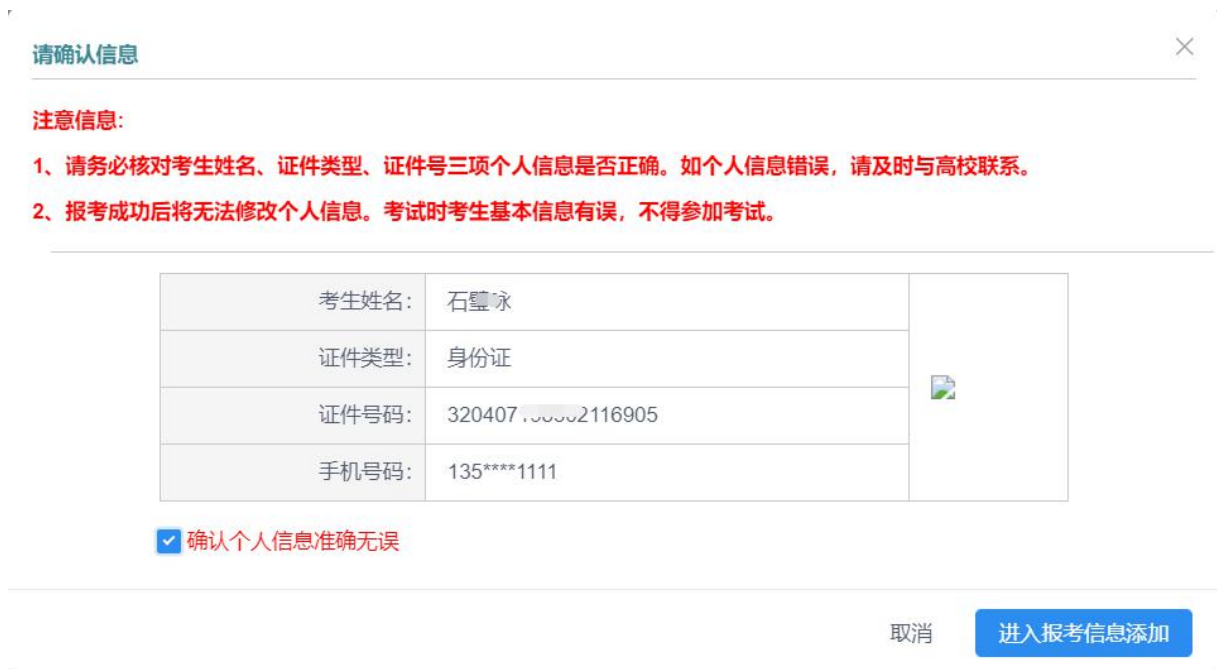 请确认信息
注意信息:
1、请务必核对考生姓名、证件类型、证件号三项个人信息是否正确。如个人信息错误，请及时与高校联系。
2、报考成功后将无法修改个人信息。考试时考生基本信息有误，不得参加考试。
考生姓名：
证件类型： 身份证
证件号码：
手机号码： 135****1111
确认个人信息准确无误
取消 进入报考信息添加